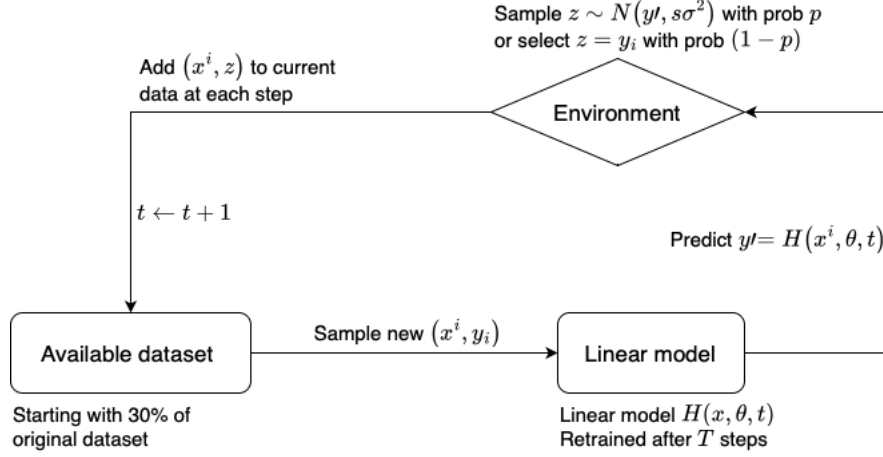 Sample z ∼ N(y′, sσ²) with prob p
or select z = yᵢ with prob (1 − p)
Add (xⁱ, z) to current
data at each step
Environment
t ← t + 1
Predict y′= H(xⁱ, θ, t)
Sample new (xⁱ, yᵢ)
Available dataset
Linear model
Starting with 30% of
original dataset
Linear model H(x, θ, t)
Retrained after T steps